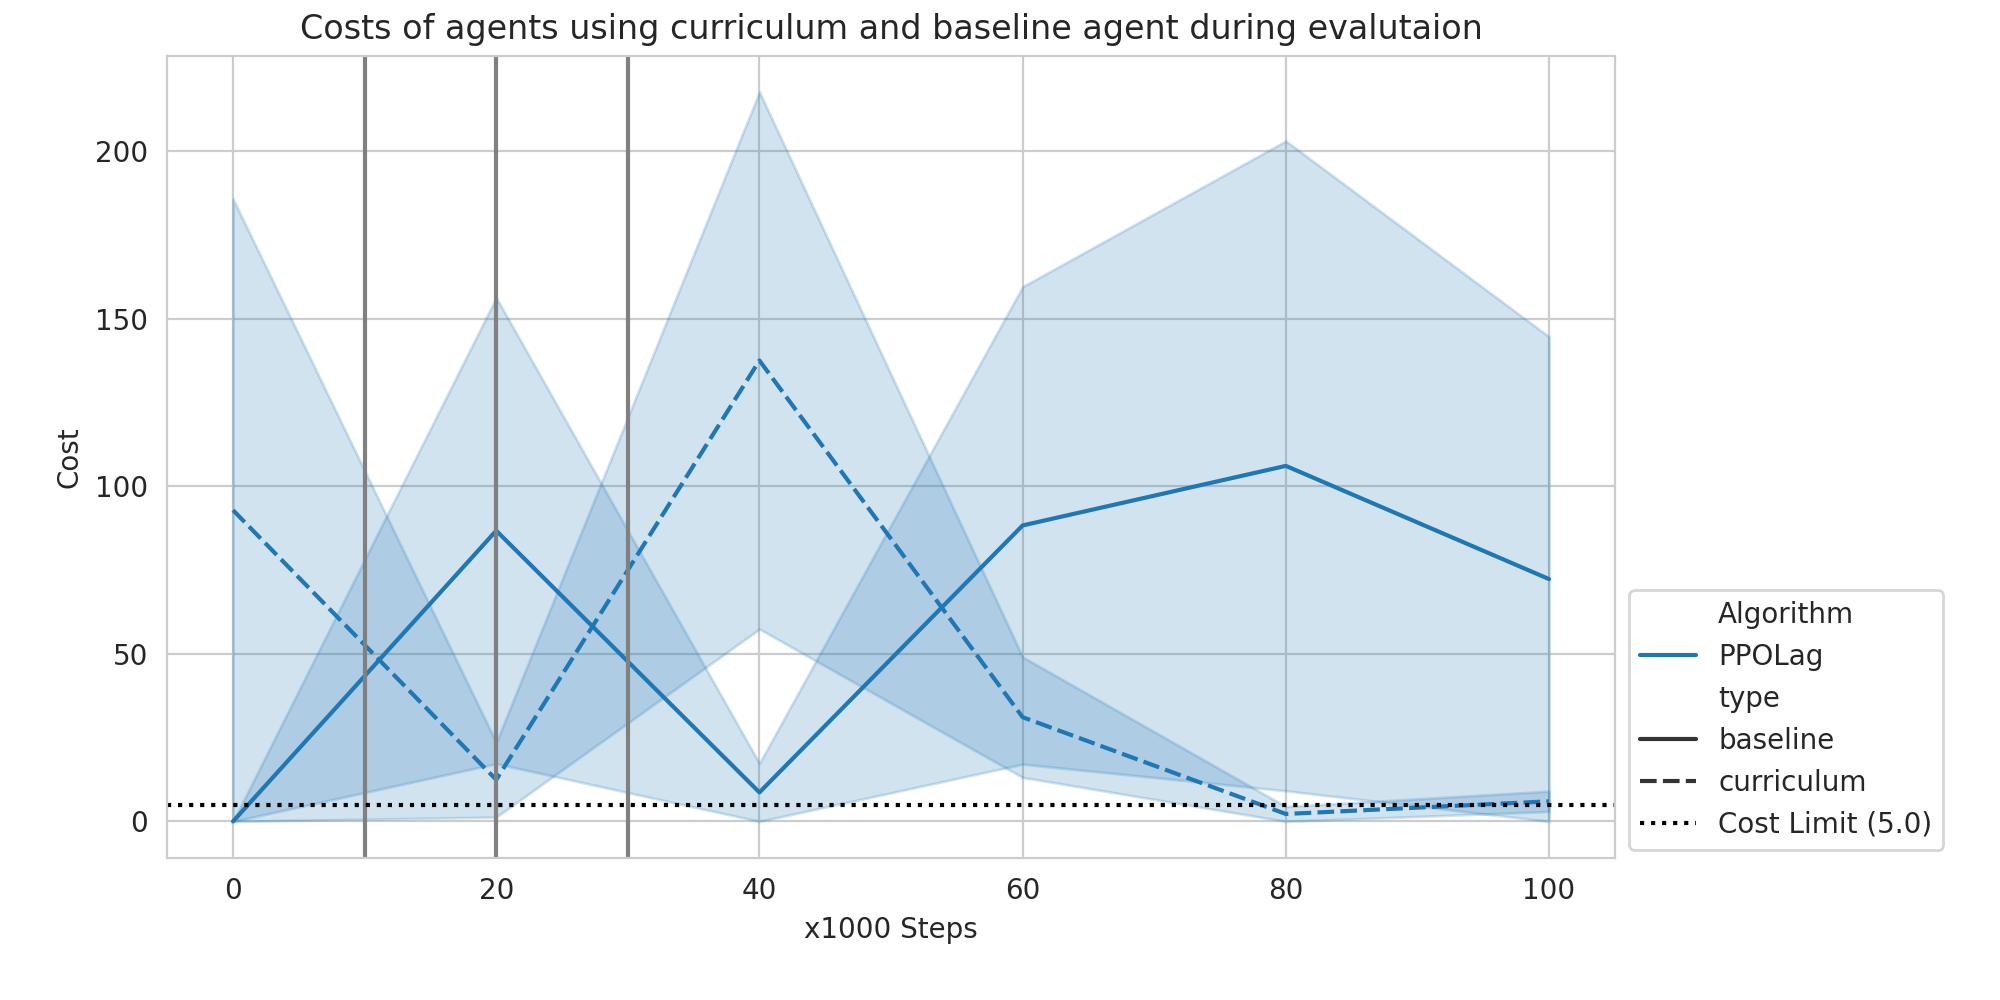 Costs of agents using curriculum and baseline agent during evalutaion
200
150
100
50
0
Cost
0 20 40 60 80 100
x1000 Steps
Algorithm
PPOLag
type
baseline
curriculum
Cost Limit (5.0)